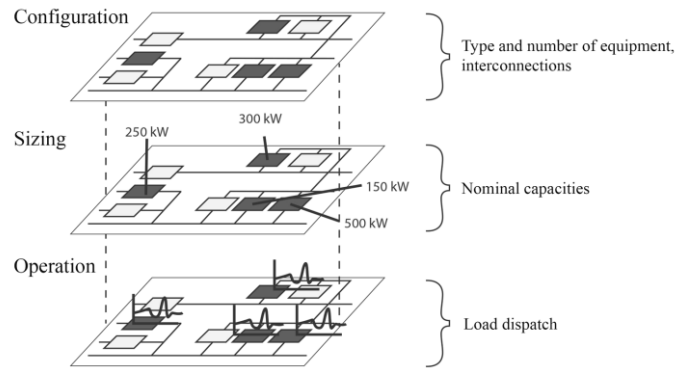 Configuration
Type and number of equipment,
interconnections
Sizing
250 kW
300 kW
150 kW
500 kW
Nominal capacities
Operation
Load dispatch